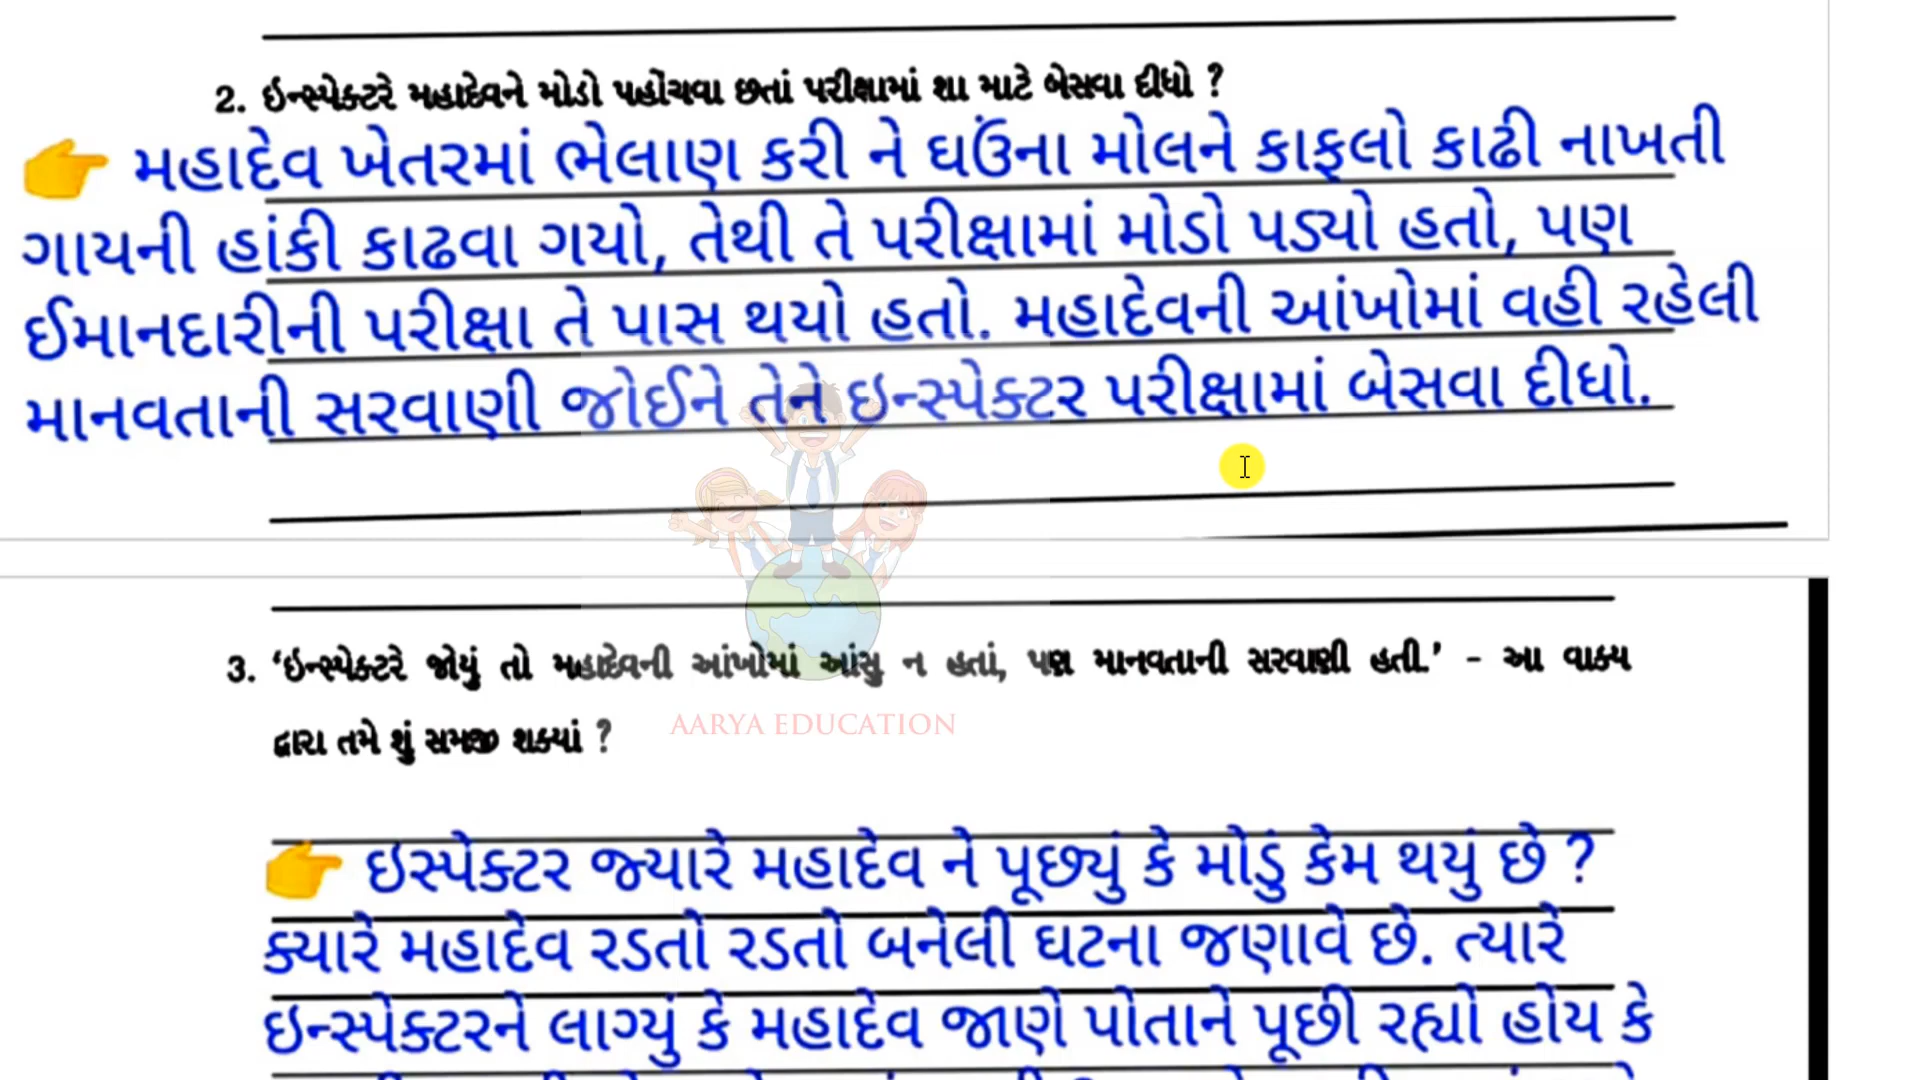 2. ઇન્સ્પેક્ટરે મહાદેવને મોડો પહોંચવા છતાં પરીક્ષામાં શા માટે બેસવા દીધો ?
મહાદેવ ખેતરમાં ભેલાણ કરી ને ઘઉંના મોલને કાફલો કાઢી નાખતી
ગાયની હાંકી કાઢવા ગયો, તેથી તે પરીક્ષામાં મોડો પડ્યો હતો, પણ
ઈમાનદારીની પરીક્ષા તે પાસ થયો હતો. મહાદેવની આંખોમાં વહી રહેલી
માનવતાની સરવાણી જોઈને તેને ઇન્સ્પેક્ટર પરીક્ષામાં બેસવા દીધો.
3. ‘ઇન્સ્પેક્ટરે જોયું તો મહાદેવની આંખોમાં આંસુ ન હતાં, પણ માનવતાની સરવાણી હતી.’ - આ વાક્ય
દ્વારા તમે શું સમજી શક્યાં ?
AARYA EDUCATION
ઇસ્પેક્ટર જ્યારે મહાદેવ ને પૂછ્યું કે મોડું કેમ થયું છે ?
ક્યારે મહાદેવ રડતો રડતો બનેલી ઘટના જણાવે છે. ત્યારે
ઇન્સ્પેક્ટરને લાગ્યું કે મહાદેવ જાણે પોતાને પૂછી રહ્યો હોય કે